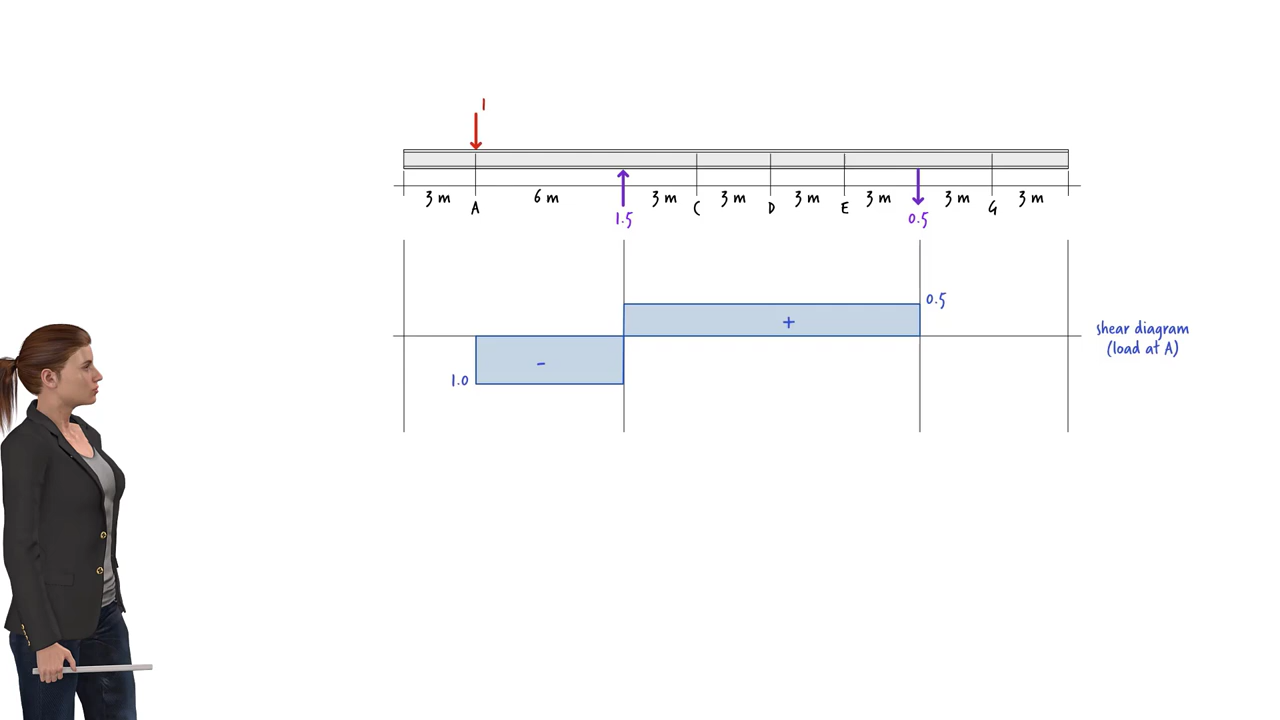 1
3 m 6 m 3 m 3 m 3 m 3 m 3 m 3 m
A C D E G
1.5 0.5
0.5
+
-
1.0
shear diagram
(load at A)